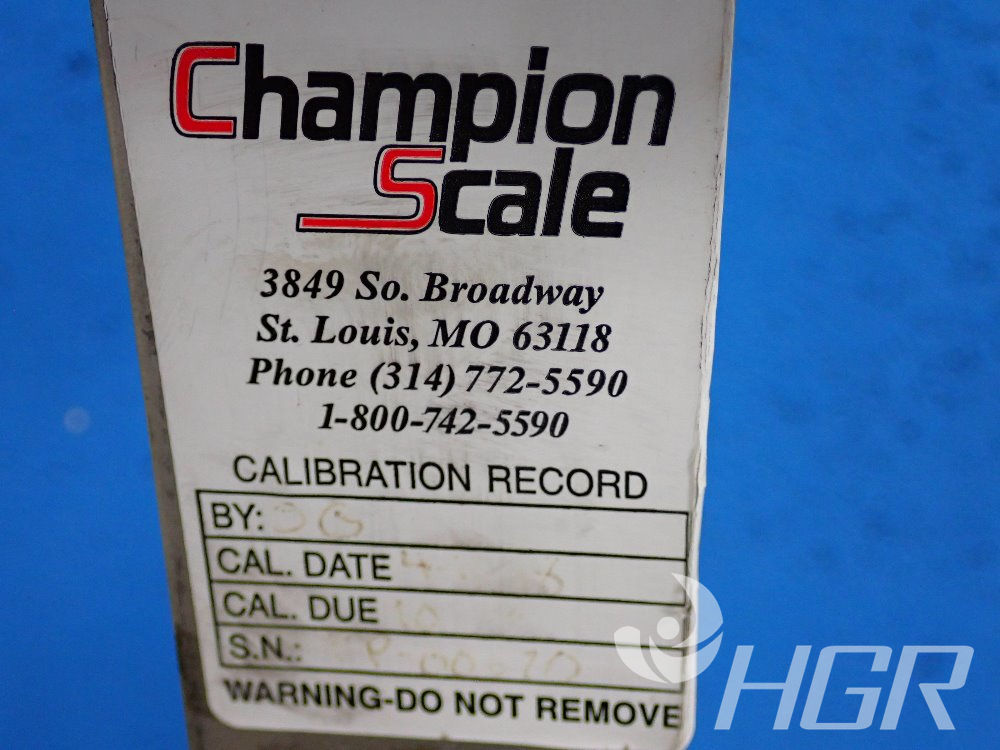 Champion
Scale
3849 So. Broadway
St. Louis, MO 63118
Phone (314) 772-5590
1-800-742-5590
CALIBRATION RECORD
BY:
CAL. DATE
CAL. DUE
S.N.:
WARNING-DO NOT REMOVE
HGR